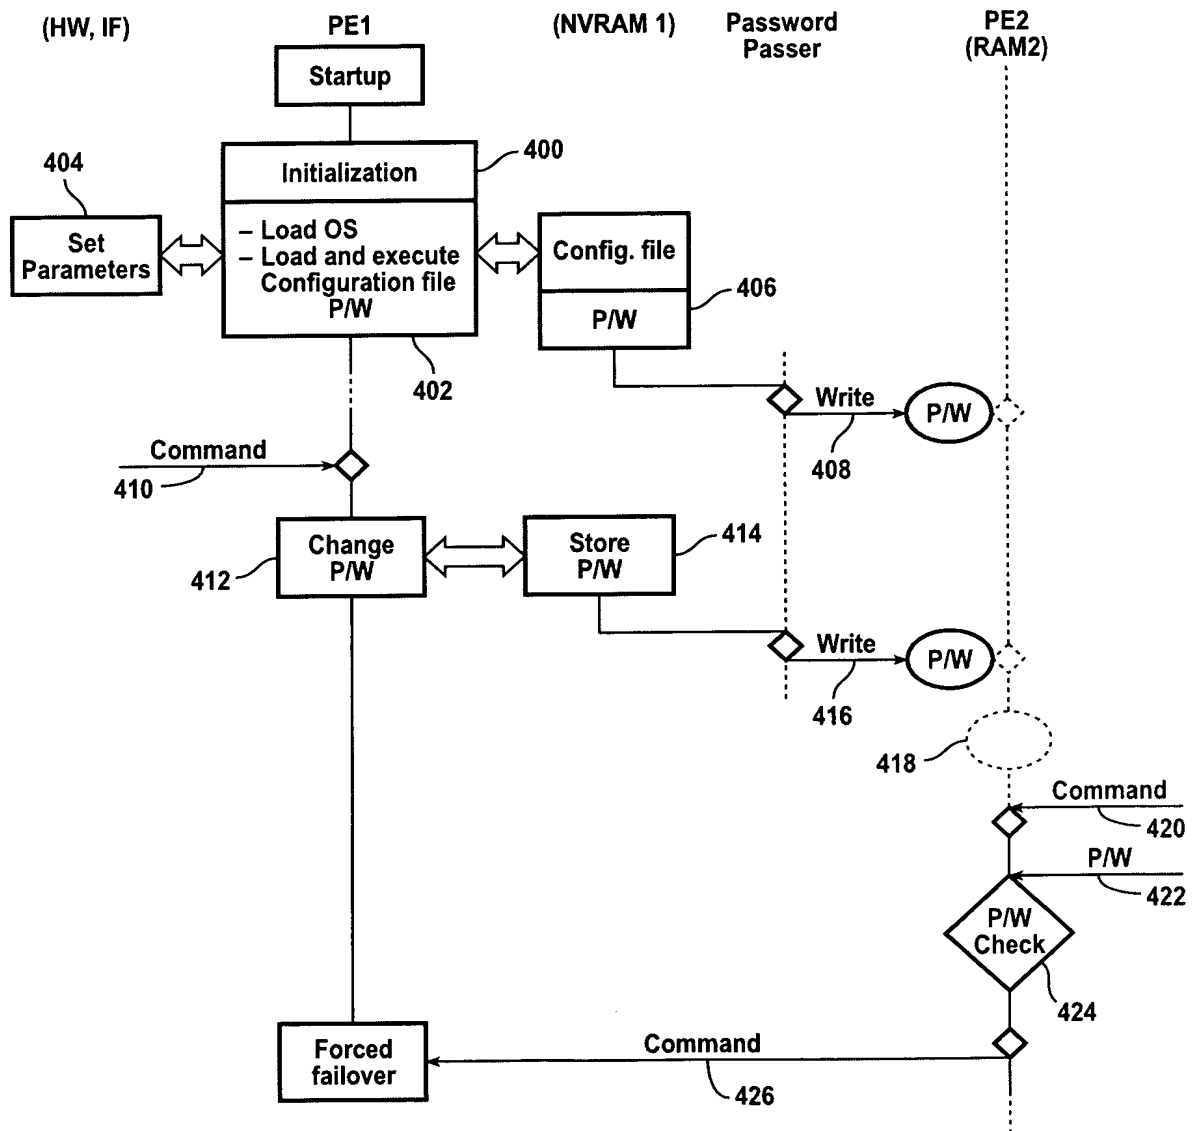 (HW, IF)
PE1
(NVRAM 1)
Password
Passer
PE2
(RAM2)
Startup
400
Initialization
404
Set
Parameters
– Load OS
– Load and execute
Configuration file
P/W
402
Config. file
P/W
406
Write
408
P/W
Command
410
Change
P/W
412
Store
P/W
414
Write
416
P/W
418
Command
420
P/W
422
P/W
Check
424
Forced
failover
Command
426